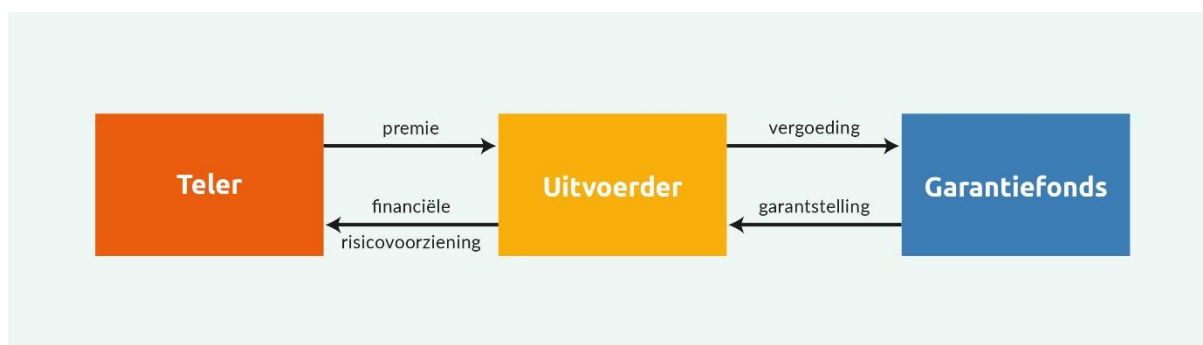 premie
vergoeding
Teler
Uitvoerder
Garantiefonds
financiële
risicovoorziening
garantstelling